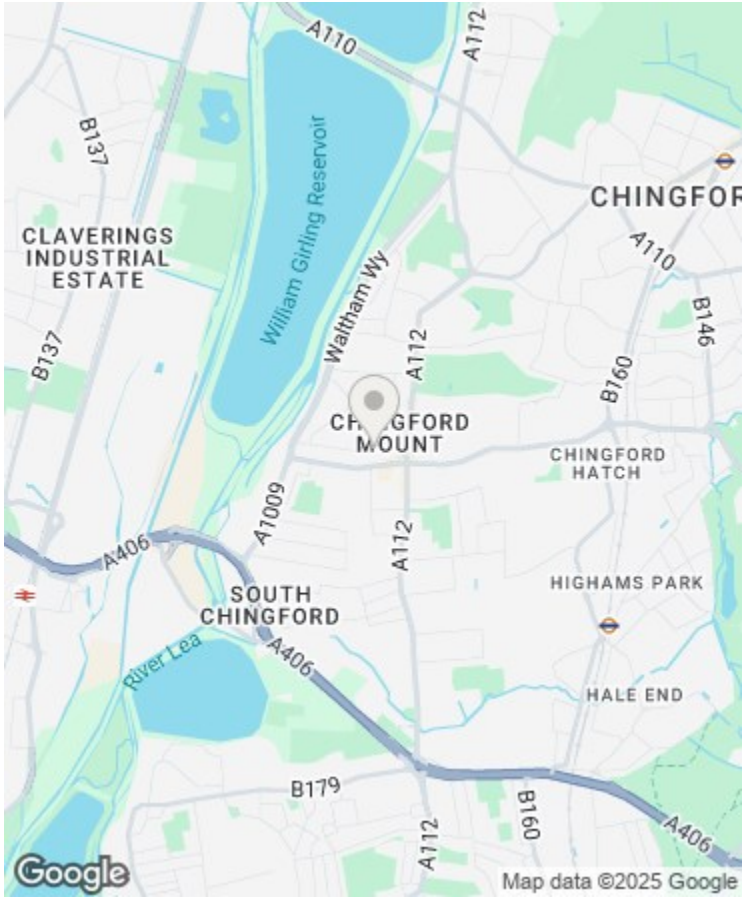 A110
A112
B137
William Girling Reservoir
CHINGFOR
CLAVERINGS
INDUSTRIAL
ESTATE
A110
Waltham Wy
B146
A112
B137
B160
CHINGFORD
MOUNT
CHINGFORD
HATCH
A1009
A112
A406
HIGHAMS PARK
SOUTH
CHINGFORD
River Lea
A406
HALE END
B179
B160
A112
A406
Google
Map data ©2025 Google